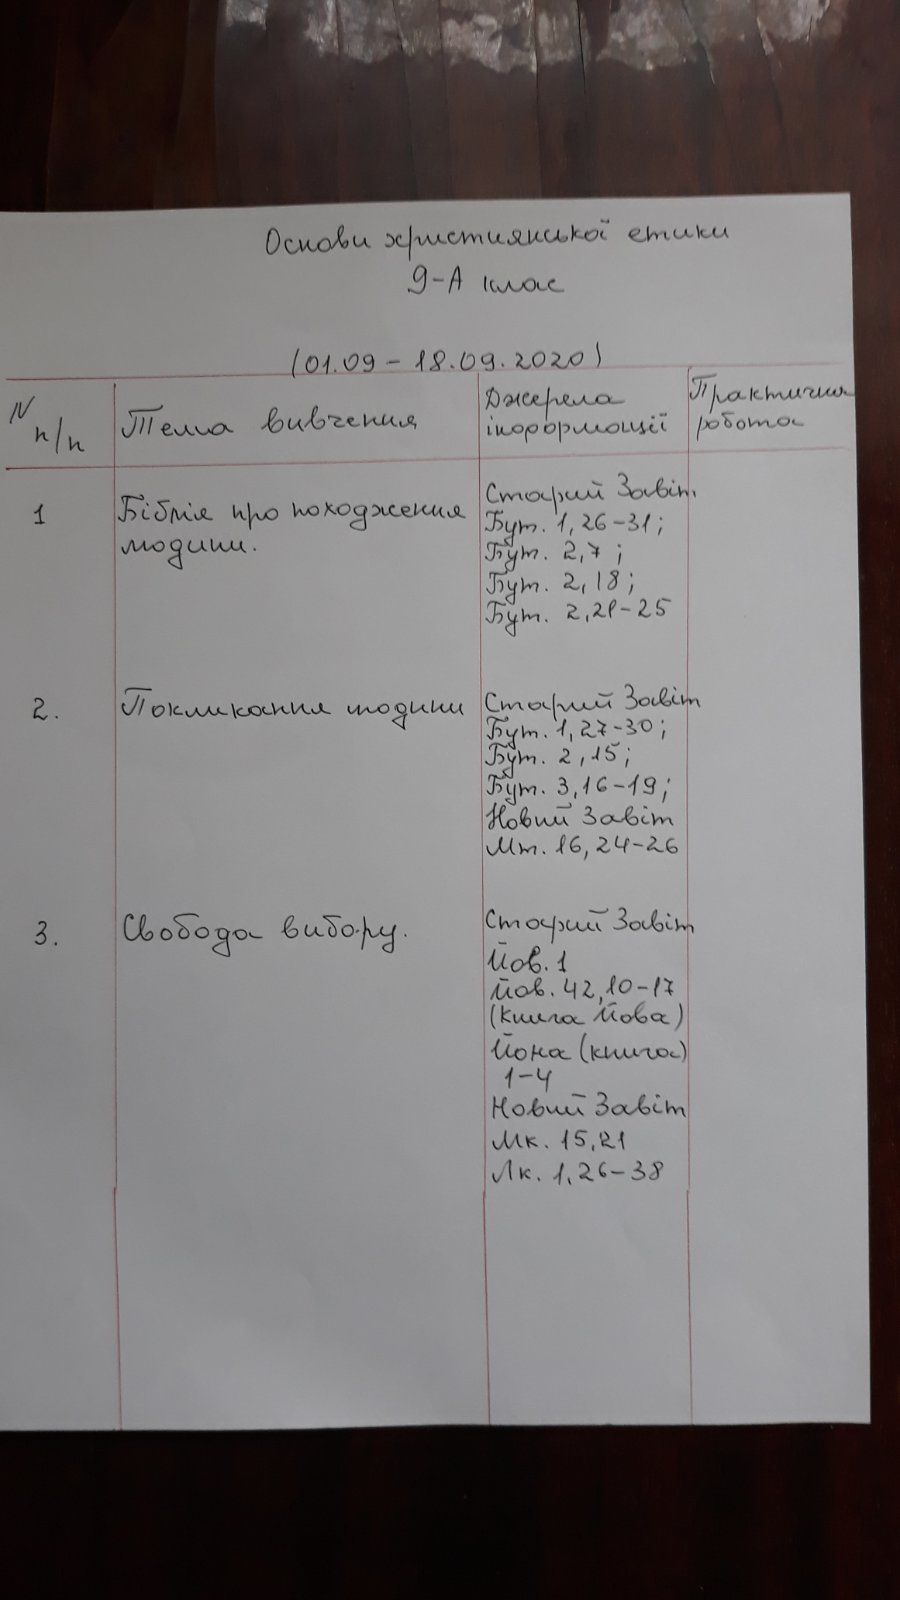 Основи християнської етики
9-А клас
(01.09 - 18.09.2020)
N п/п
Тема вивчення
Джерела
інформації
Практична
робота
1
Біблія про походження
людини.
Старий Завіт
Бут. 1, 26-31;
Бут. 2,7;
Бут. 2,18;
Бут. 2,21-25
2.
Покликання людини
Старий Завіт
Бут. 1,27-30;
Бут. 2,15;
Бут. 3,16-19;
Новий Завіт
Мт. 16, 24-26
3.
Свобода вибору.
Старий Завіт
Йов. 1
Йов. 42,10-17
(книга Йова)
Йона (книга)
1-4
Новий Завіт
Мк. 15,21
Лк. 1,26-38